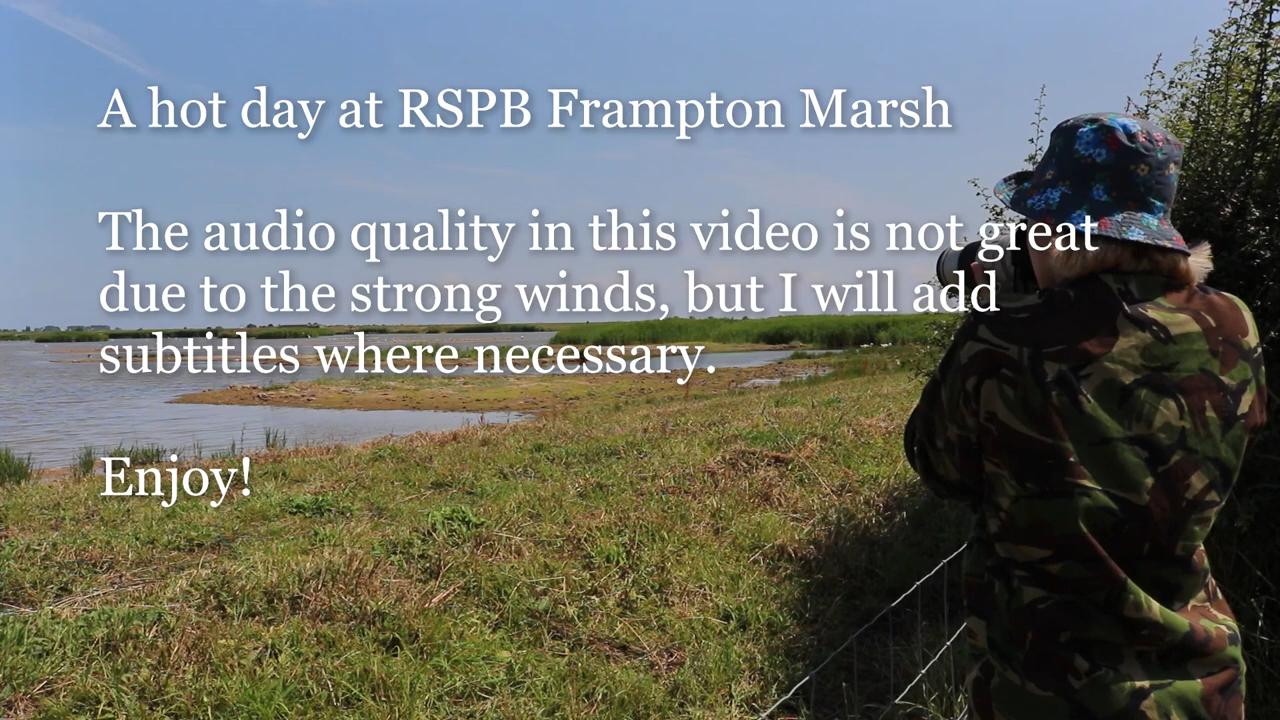 A hot day at RSPB Frampton Marsh
The audio quality in this video is not great
due to the strong winds, but I will add
subtitles where necessary.
Enjoy!